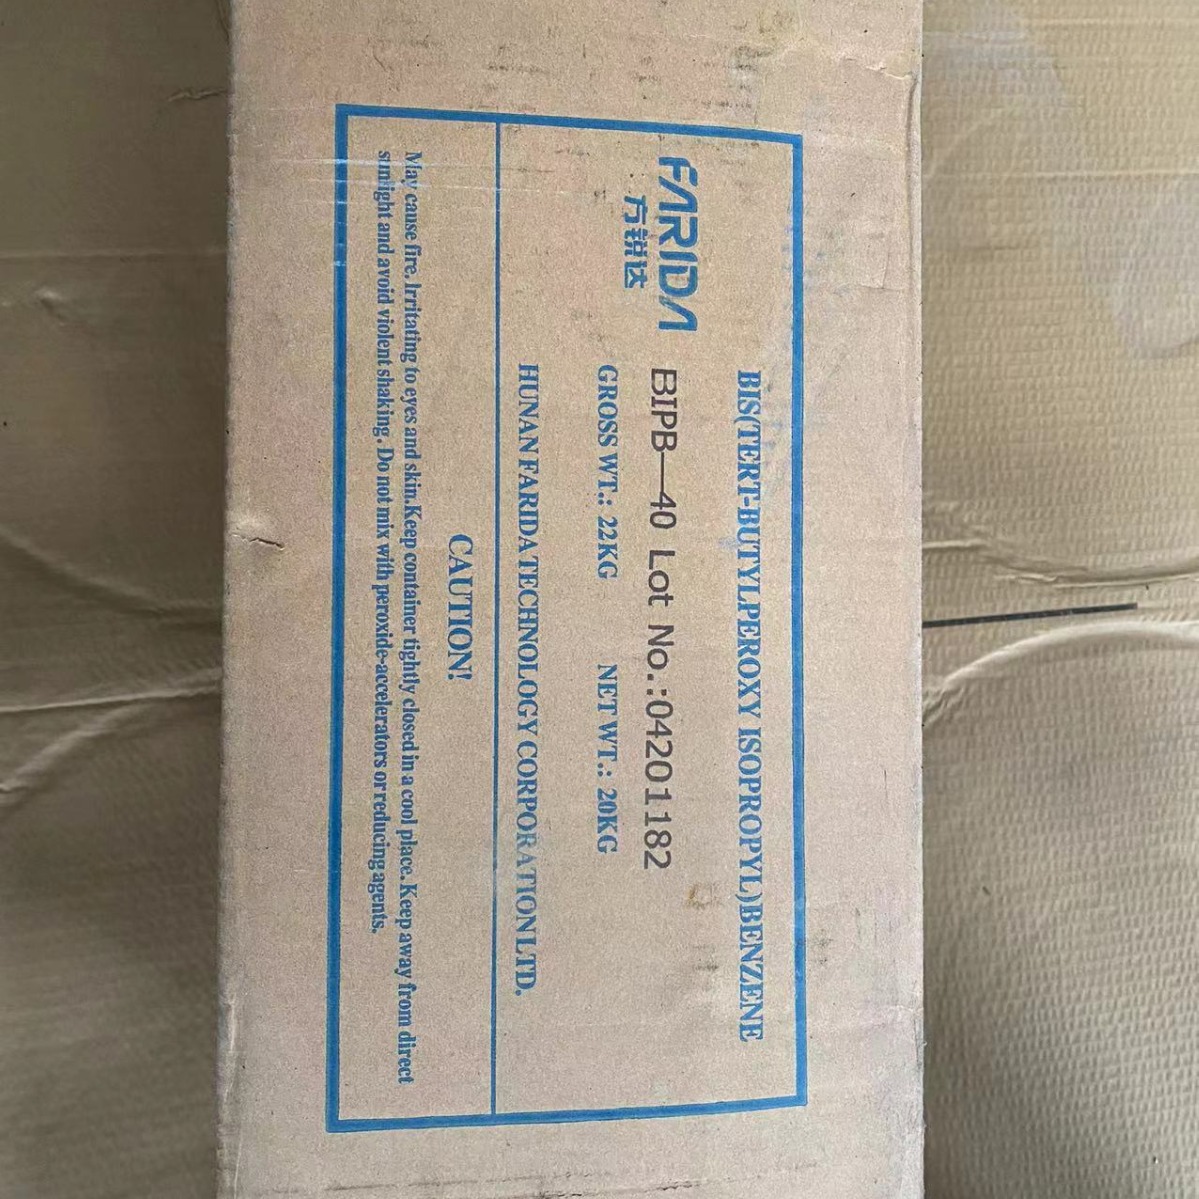 BIS(TERT-BUTYLPEROXY ISOPROPYL)BENZENE
FARIDA
方锐达
BIPB—40 Lot No.:04201182
GROSS WT.: 22KG NET WT.: 20KG
HUNAN FARIDA TECHNOLOGY CORPORATION LTD.
CAUTION!
May cause fire. Irritating to eyes and skin.Keep container tightly closed in a cool place. Keep away from direct
sunlight and avoid violent shaking. Do not mix with peroxide-accelerators or reducing agents.